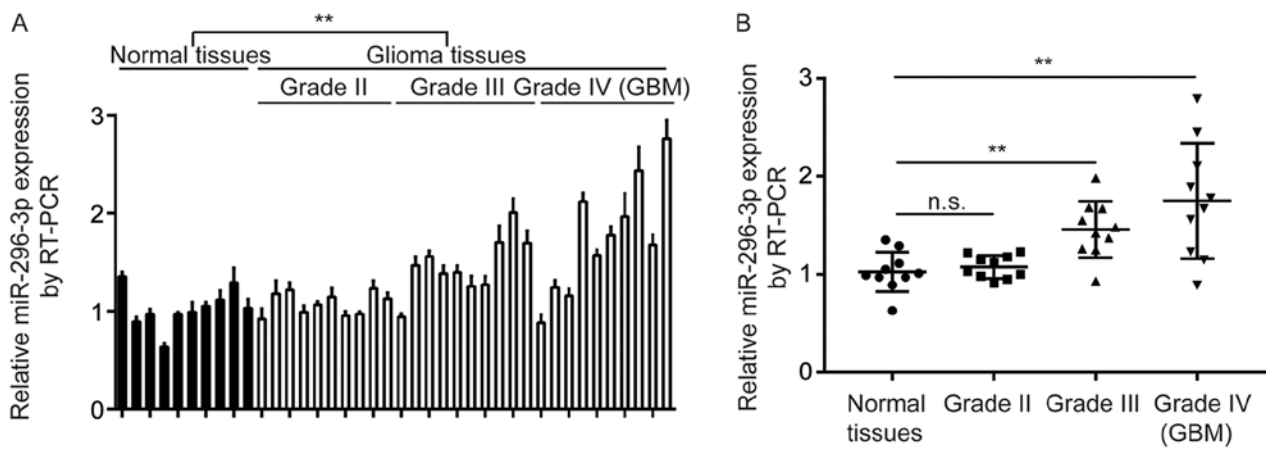 A
**
Normal tissues
Glioma tissues
Grade II
Grade III
Grade IV (GBM)
Relative miR-296-3p expression
by RT-PCR
3
2
1
0
B
**
**
n.s.
Relative miR-296-3p expression
by RT-PCR
3
2
1
0
Normal
tissues
Grade II
Grade III
Grade IV
(GBM)